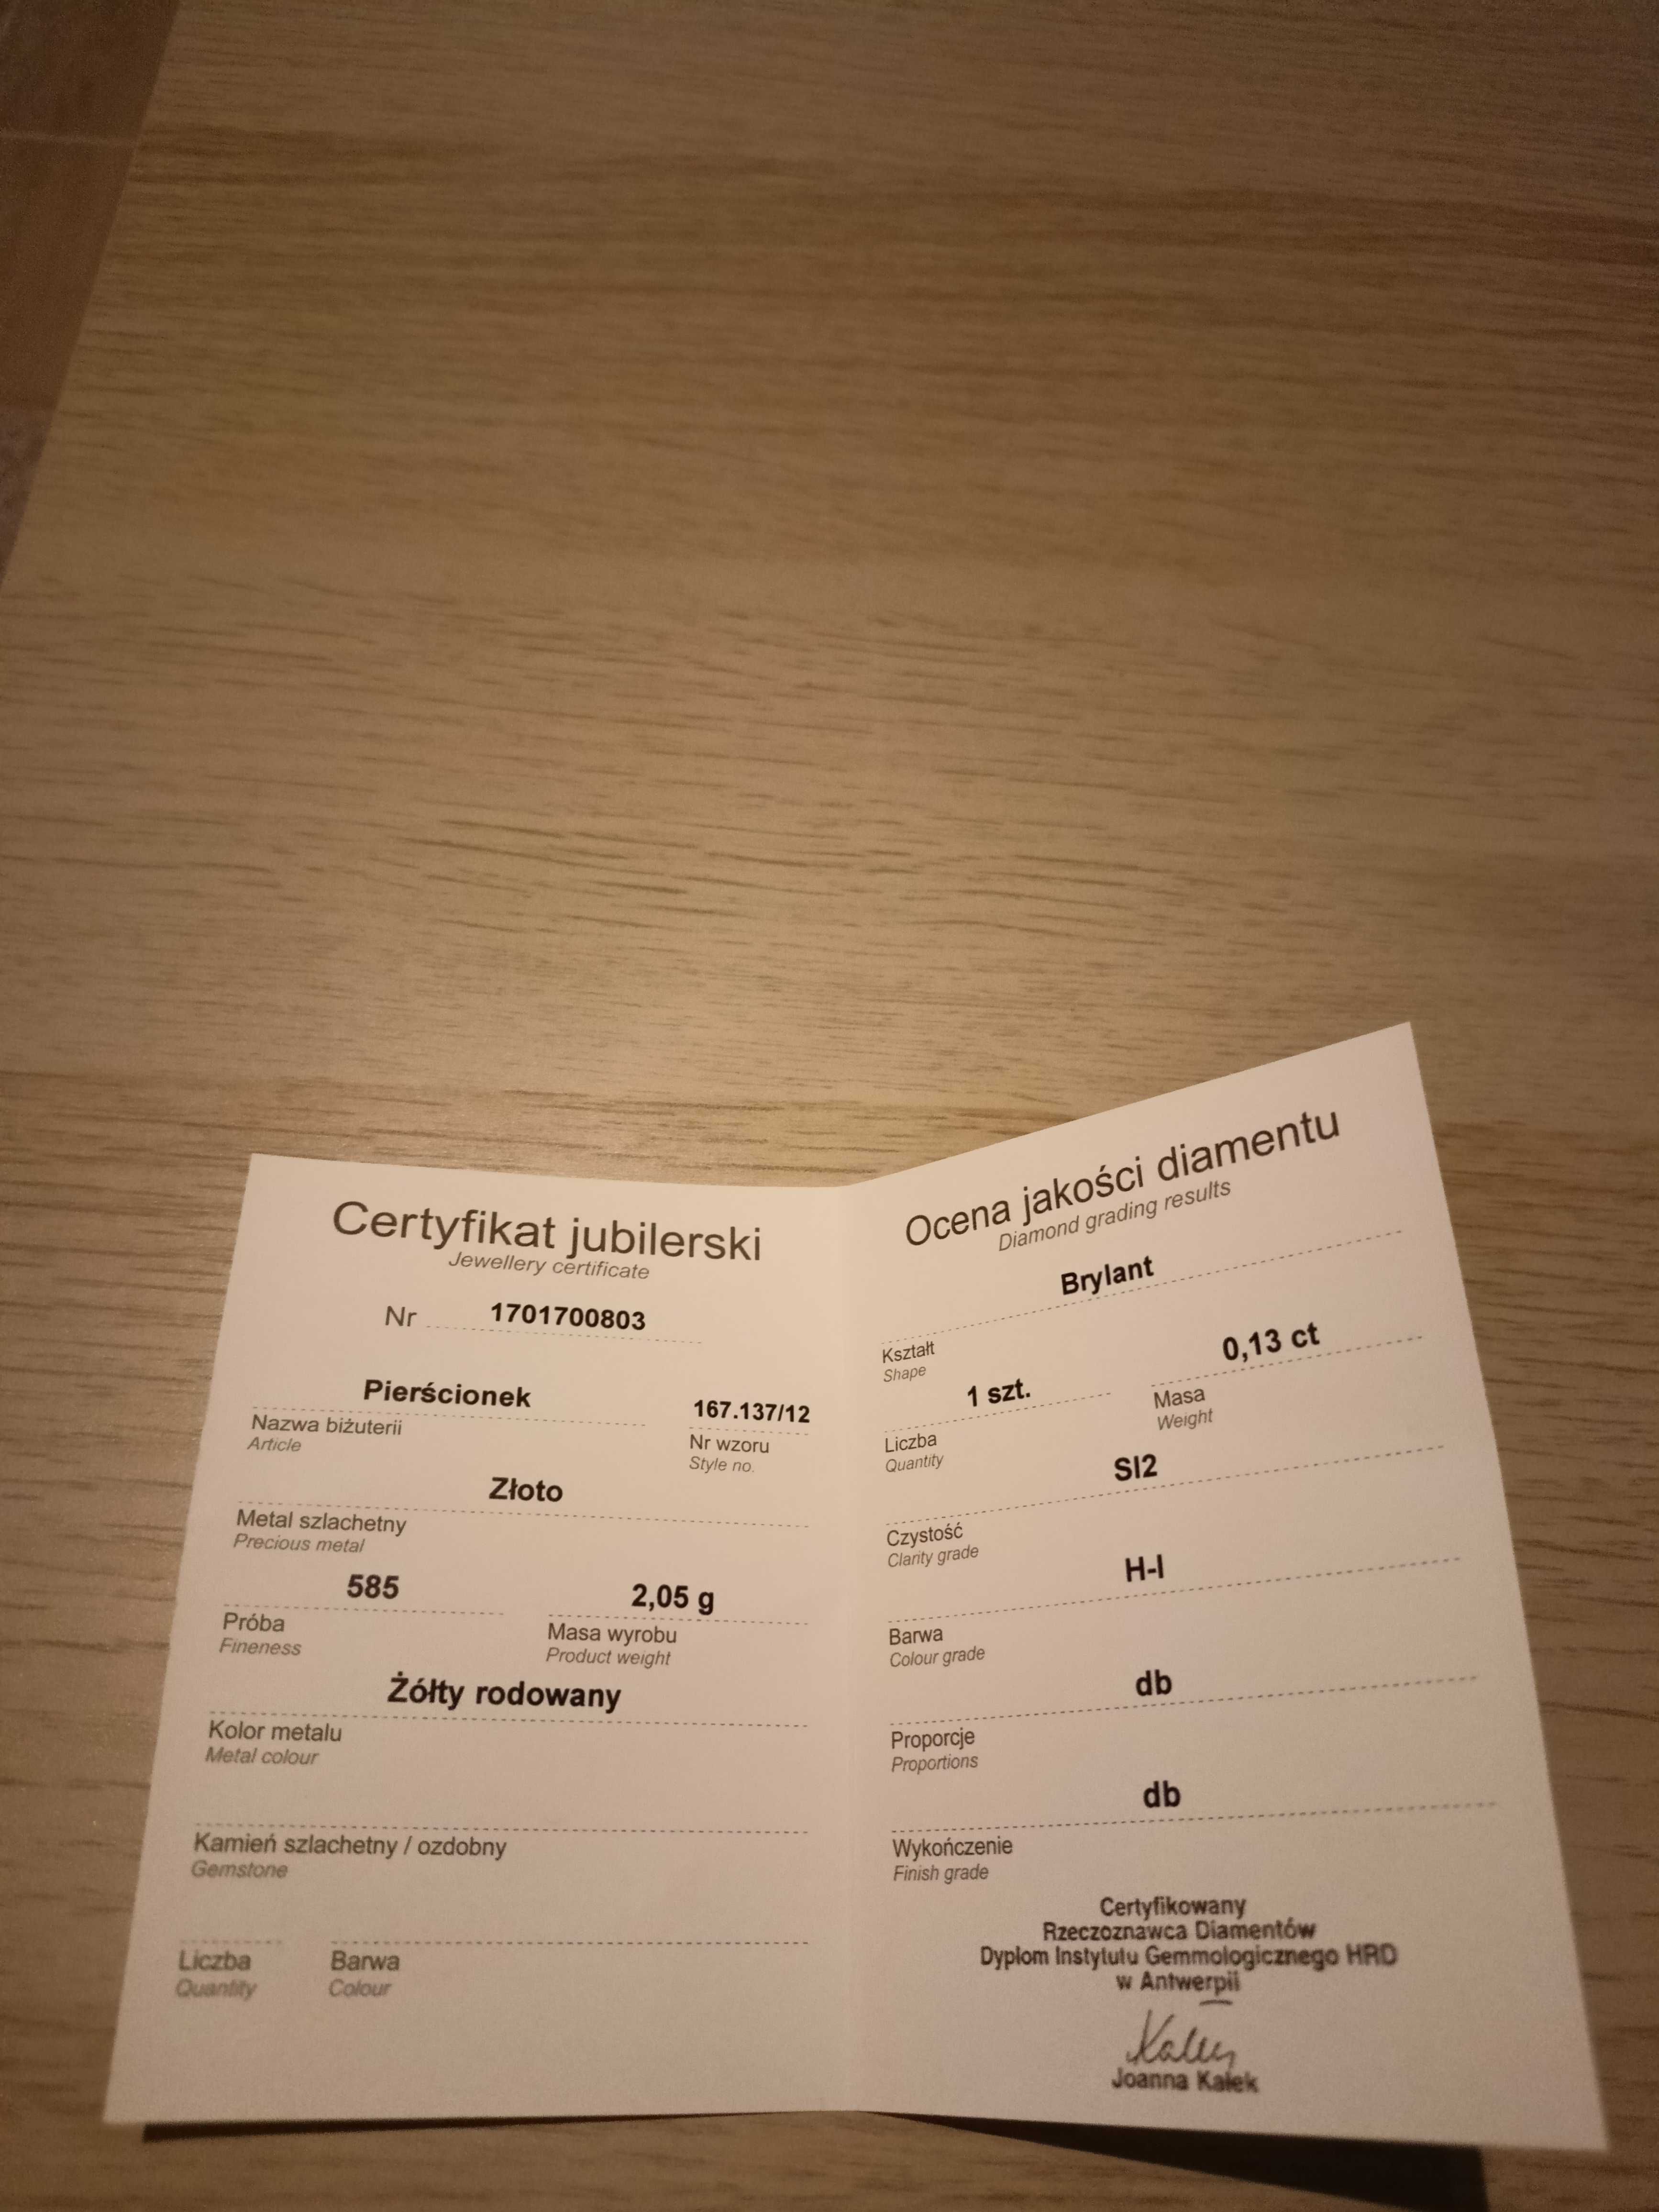 Certyfikat jubilerski
Jewellery certificate
Nr 1701700803
Pierścionek 167.137/12
Nazwa biżuterii Nr wzoru
Article Style no.
Złoto
Metal szlachetny
Precious metal
585 2,05 g
Próba Masa wyrobu
Fineness Product weight
Żółty rodowany
Kolor metalu
Metal colour
Kamień szlachetny / ozdobny
Gemstone
Liczba Barwa
Quantity Colour
Ocena jakości diamentu
Diamond grading results
Brylant
Kształt
Shape
1 szt. 0,13 ct
Liczba Masa
Quantity Weight
SI2
Czystość
Clarity grade
H-I
Barwa
Colour grade
db
Proporcje
Proportions
db
Wykończenie
Finish grade
Certyfikowany
Rzeczoznawca Diamentów
Dyplom Instytutu Gemmologicznego HRD
w Antwerpii
Joanna Kałek